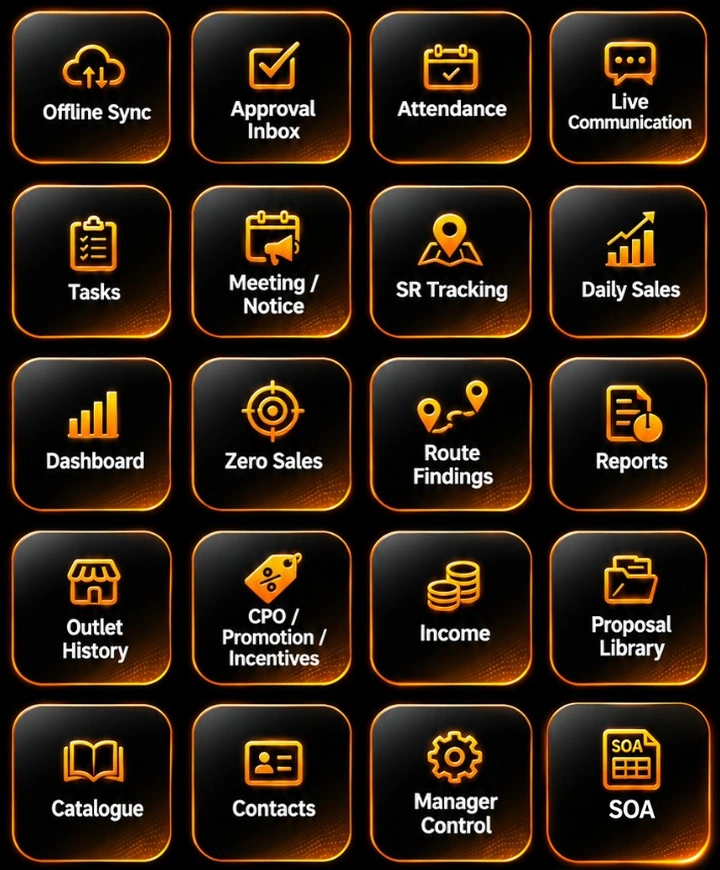 Offline Sync
Approval
Inbox
Attendance
Live
Communication
Tasks
Meeting /
Notice
SR Tracking
Daily Sales
Dashboard
Zero Sales
Route
Findings
Reports
Outlet
History
%
CPO /
Promotion /
Incentives
Income
Proposal
Library
Catalogue
Contacts
Manager
Control
SOA
SOA